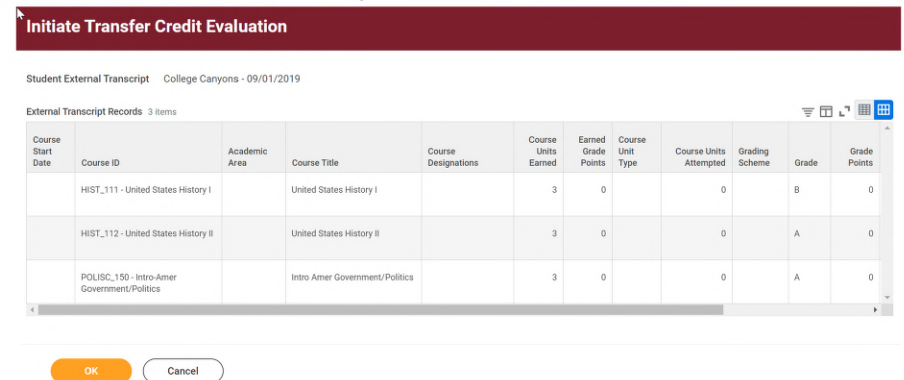 Initiate Transfer Credit Evaluation
Student External Transcript College Canyons - 09/01/2019
External Transcript Records 3 items
Course Start Date Course ID Academic Area Course Title Course Designations Course Units Earned Earned Grade Points Course Unit Type Course Units Attempted Grading Scheme Grade Grade Points
HIST_111 - United States History I United States History I 3 0 0 B 0
HIST_112 - United States History II United States History II 3 0 0 A 0
POLISC_150 - Intro-Amer Government/Politics Intro Amer Government/Politics 3 0 0 A 0
OK Cancel